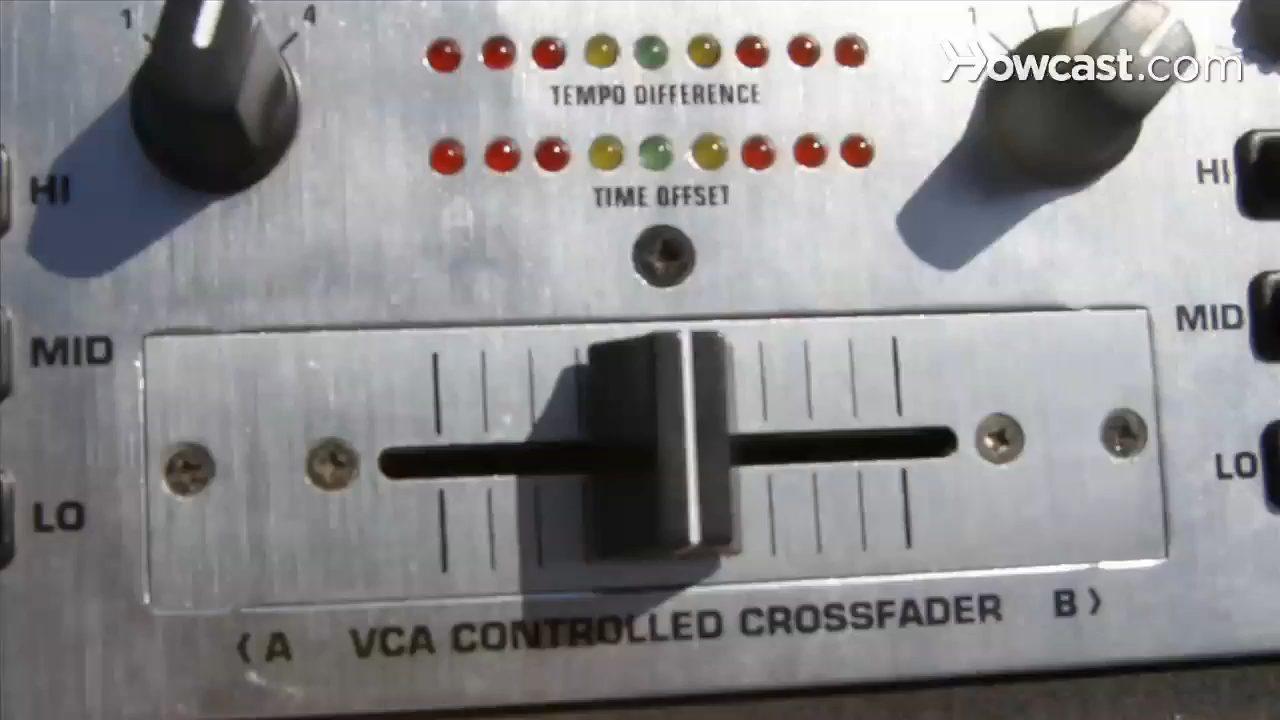 1 4
1
Howcast.com
TEMPO DIFFERENCE
HI
HI
TIME OFFSET
MID
MID
LO
LO
⟨ A VCA CONTROLLED CROSSFADER B ⟩